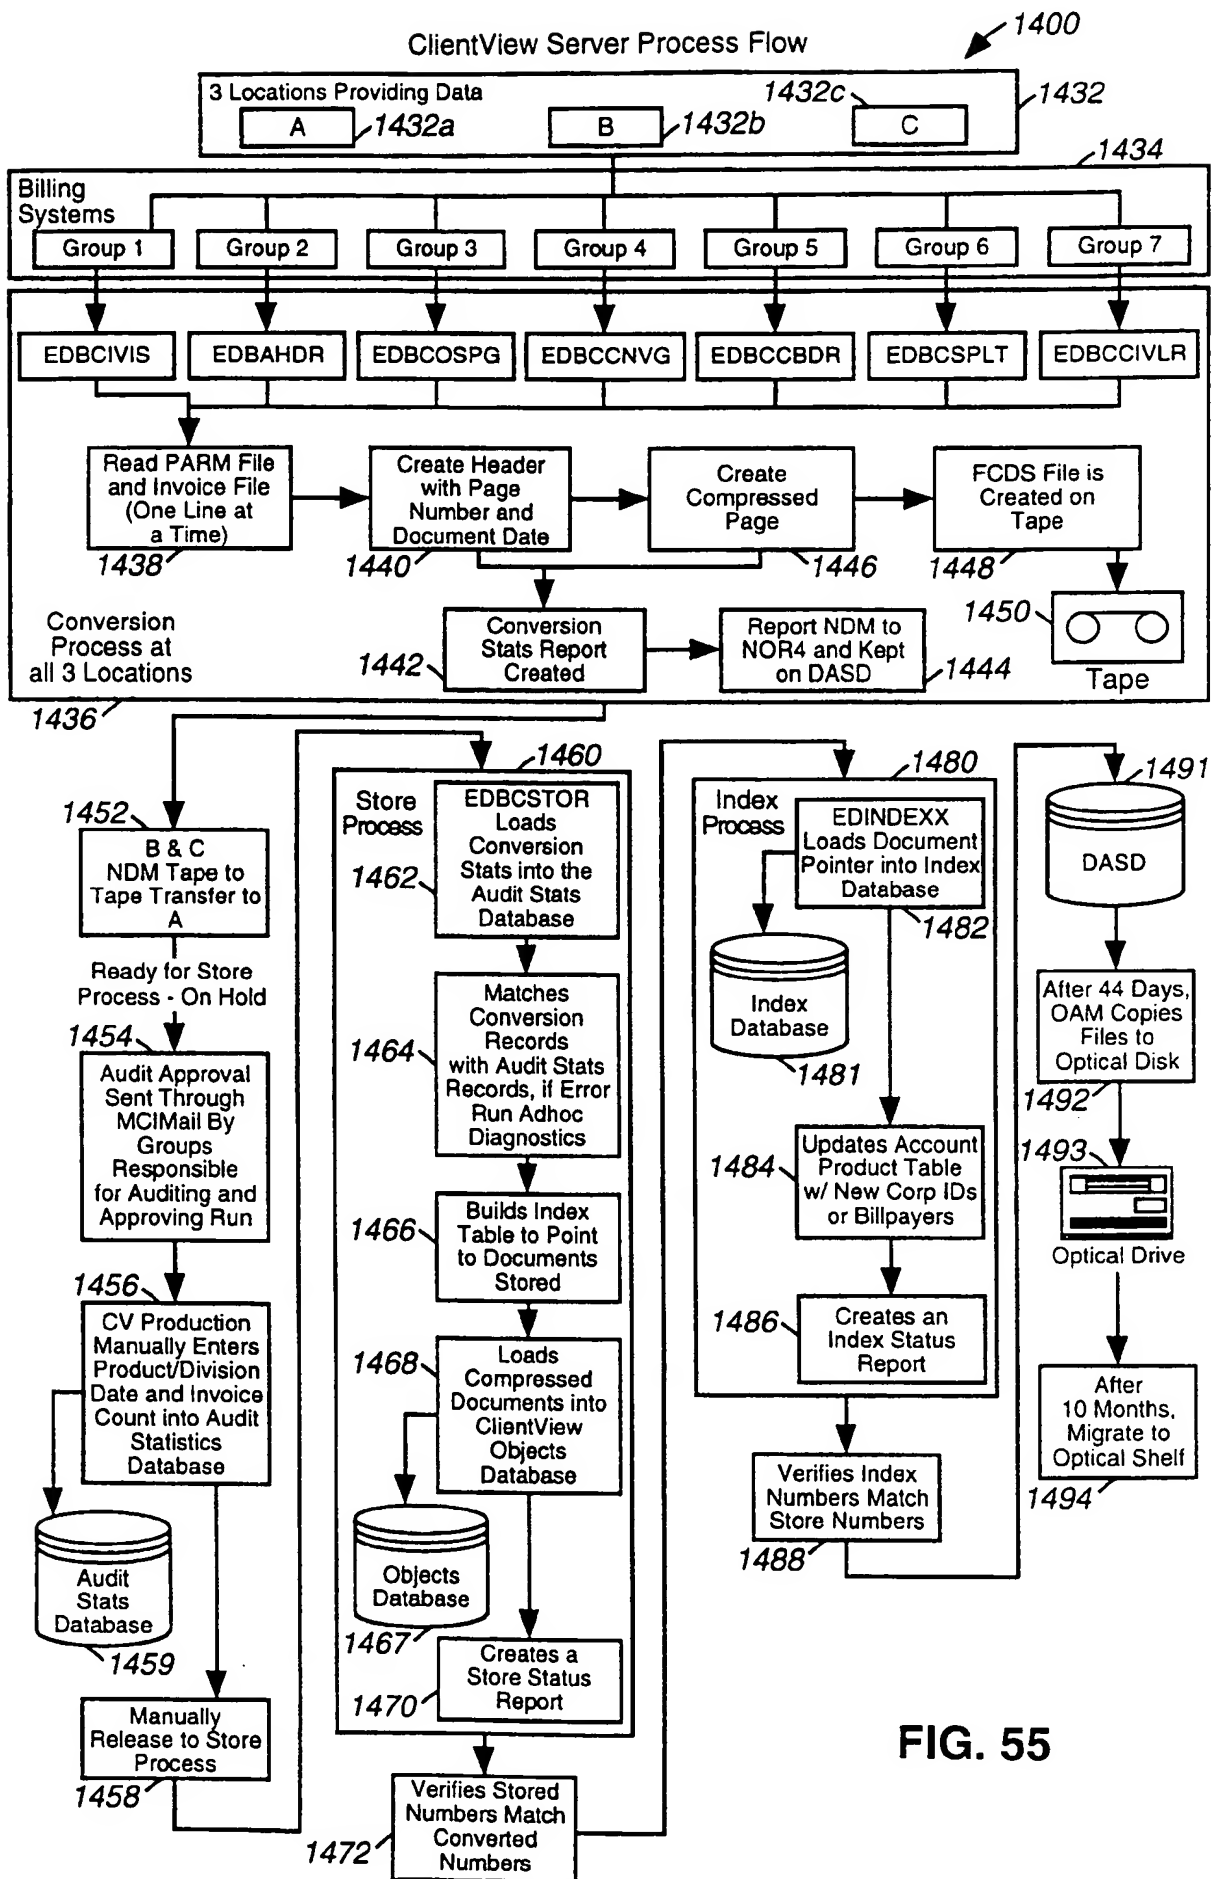 ClientView Server Process Flow
1400
3 Locations Providing Data
1432c
1432
A
1432a
B
1432b
C
1434
Billing
Systems
Group 1
Group 2
Group 3
Group 4
Group 5
Group 6
Group 7
EDBCIVIS
EDBAHDR
EDBCOSPG
EDBCCNVG
EDBCCBDR
EDBCSPLT
EDBCCIVLR
Read PARM File
and Invoice File
(One Line at
a Time)
1438
Create Header
with Page
Number and
Document Date
1440
Create
Compressed
Page
1446
FCDS File is
Created on
Tape
1448
1450
Tape
Conversion
Stats Report
Created
1442
Report NDM to
NOR4 and Kept
on DASD
1444
Conversion
Process at
all 3 Locations
1436
1452
B & C
NDM Tape to
Tape Transfer to
A
Ready for Store
Process - On Hold
1454
Audit Approval
Sent Through
MCIMail By
Groups
Responsible
for Auditing and
Approving Run
1456
CV Production
Manually Enters
Product/Division
Date and Invoice
Count into Audit
Statistics
Database
Audit
Stats
Database
1459
Manually
Release to Store
Process
1458
1460
Store
Process
EDBCSTOR
Loads
Conversion
Stats into the
Audit Stats
Database
1462
Matches
Conversion
Records
with Audit Stats
Records, if Error
Run Adhoc
Diagnostics
1464
Builds Index
Table to Point
to Documents
Stored
1466
1468
Loads
Compressed
Documents into
ClientView
Objects
Database
Objects
Database
1467
Creates a
Store Status
Report
1470
Verifies Stored
Numbers Match
Converted
Numbers
1472
1480
Index
Process
EDINDEXX
Loads Document
Pointer into Index
Database
1482
Index
Database
1481
Updates Account
Product Table
w/ New Corp IDs
or Billpayers
1484
Creates an
Index Status
Report
1486
Verifies Index
Numbers Match
Store Numbers
1488
1491
DASD
After 44 Days,
OAM Copies
Files to
Optical Disk
1492
1493
Optical Drive
After
10 Months,
Migrate to
Optical Shelf
1494
FIG. 55